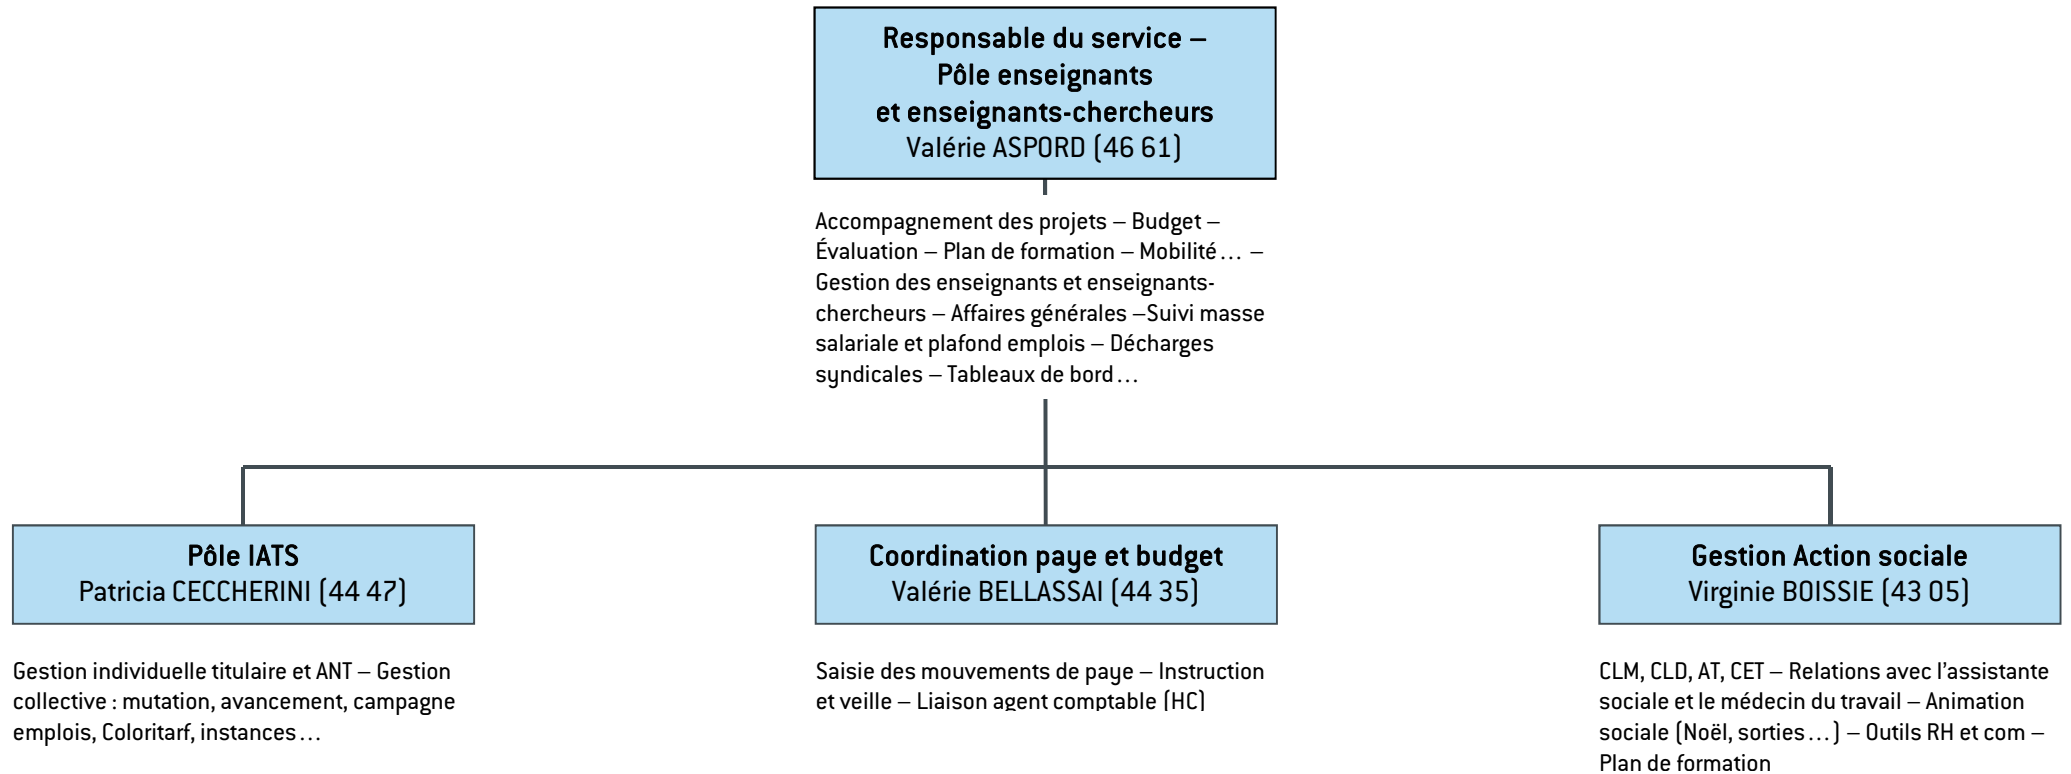 Responsable du service –
Pôle enseignants
et enseignants-chercheurs
Valérie ASPORD (46 61)
Accompagnement des projets – Budget –
Évaluation – Plan de formation – Mobilité… –
Gestion des enseignants et enseignants-
chercheurs – Affaires générales –Suivi masse
salariale et plafond emplois – Décharges
syndicales – Tableaux de bord…
Pôle IATS
Patricia CECCHERINI (44 47)
Gestion individuelle titulaire et ANT – Gestion
collective : mutation, avancement, campagne
emplois, Coloritarf, instances…
Coordination paye et budget
Valérie BELLASSAI (44 35)
Saisie des mouvements de paye – Instruction
et veille – Liaison agent comptable (HC)
Gestion Action sociale
Virginie BOISSIE (43 05)
CLM, CLD, AT, CET – Relations avec l’assistante
sociale et le médecin du travail – Animation
sociale (Noël, sorties…) – Outils RH et com –
Plan de formation